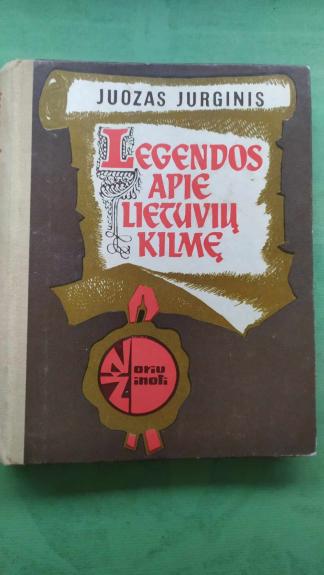 JUOZAS JURGINIS
LEGENDOS
APIE
LIETUVIŲ
KILMĘ
Noriu
Žinoti